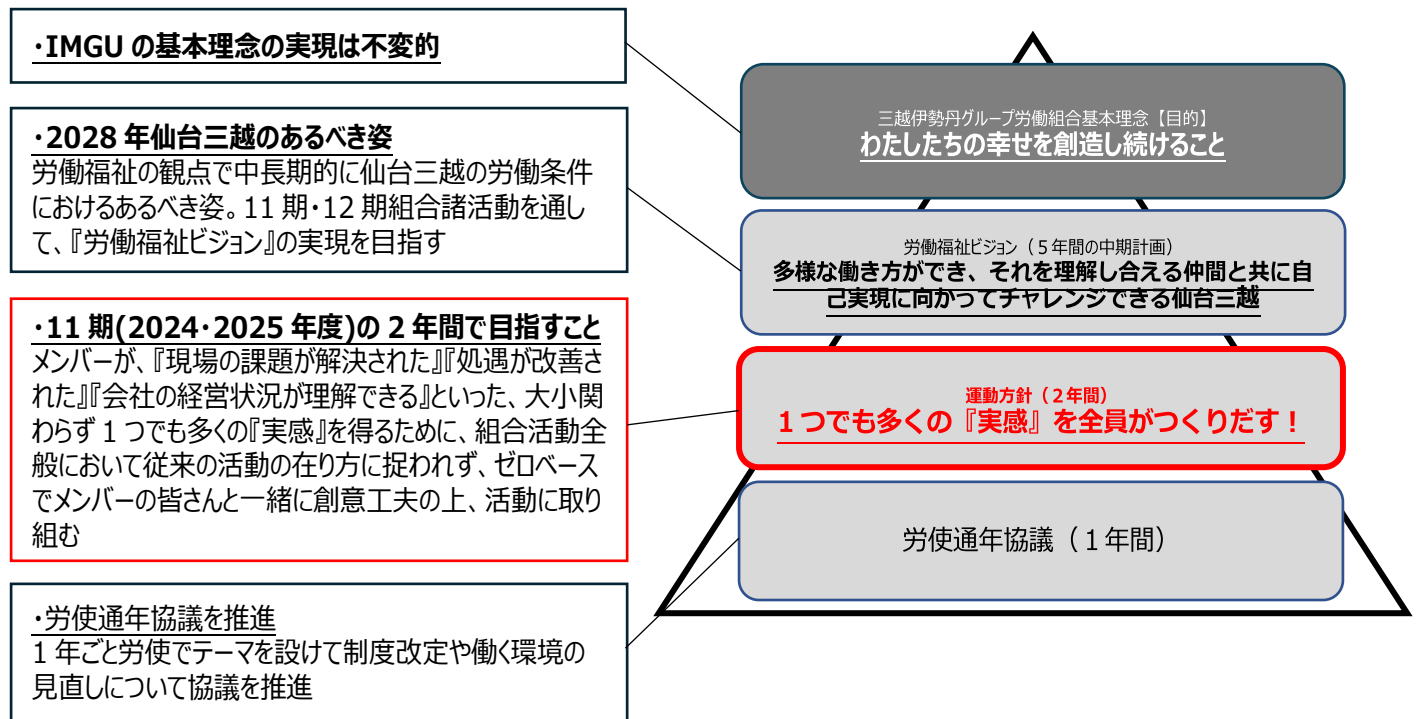 ・IMGU の基本理念の実現は不変的
・2028 年仙台三越のあるべき姿
労働福祉の観点で中長期的に仙台三越の労働条件
におけるあるべき姿。11 期・12 期組合諸活動を通し
て、『労働福祉ビジョン』の実現を目指す
・11 期(2024・2025 年度)の 2 年間で目指すこと
メンバーが、『現場の課題が解決された』『処遇が改善さ
れた』『会社の経営状況が理解できる』といった、大小関
わらず 1 つでも多くの『実感』を得るために、組合活動全
般において従来の活動の在り方に捉われず、ゼロベース
でメンバーの皆さんと一緒に創意工夫の上、活動に取り
組む
・労使通年協議を推進
1 年ごと労使でテーマを設けて制度改定や働く環境の
見直しについて協議を推進
三越伊勢丹グループ労働組合基本理念【目的】
わたしたちの幸せを創造し続けること
労働福祉ビジョン（５年間の中期計画）
多様な働き方ができ、それを理解し合える仲間と共に自
己実現に向かってチャレンジできる仙台三越
運動方針（２年間）
１つでも多くの『実感』を全員がつくりだす！
労使通年協議（１年間）